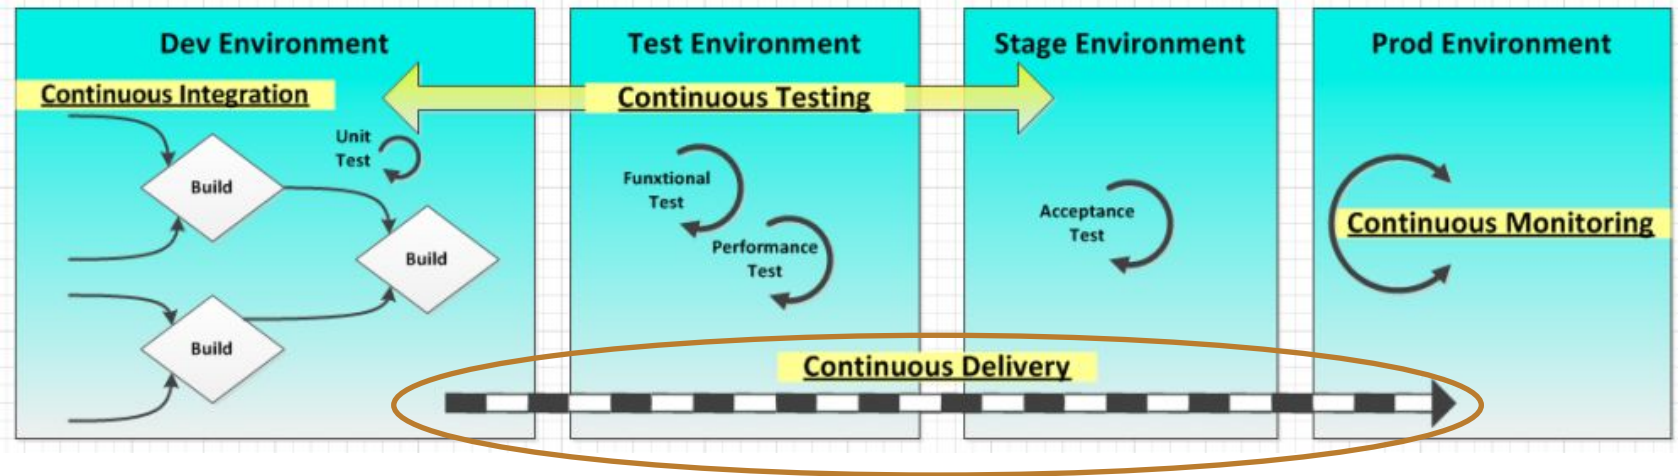 Dev Environment
Continuous Integration
Unit
Test
Build
Build
Build
Test Environment
Continuous Testing
Funxtional
Test
Performance
Test
Stage Environment
Acceptance
Test
Prod Environment
Continuous Monitoring
Continuous Delivery